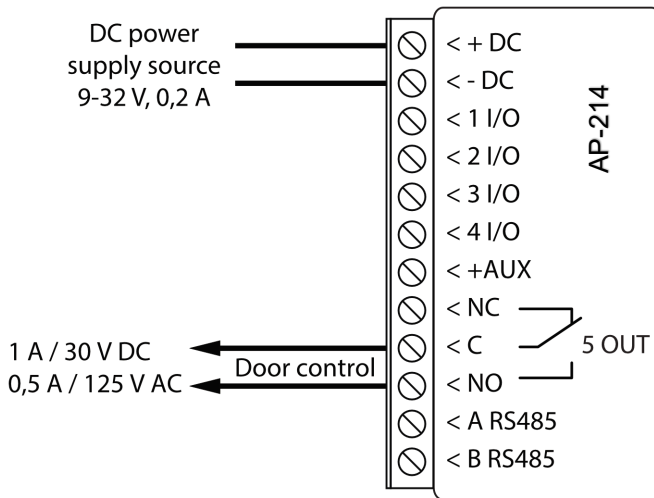 DC power
supply source
9-32 V, 0,2 A
< + DC
< - DC
< 1 I/O
< 2 I/O
< 3 I/O
< 4 I/O
< +AUX
< NC
< C
< NO
< A RS485
< B RS485
AP-214
5 OUT
1 A / 30 V DC
0,5 A / 125 V AC
Door control